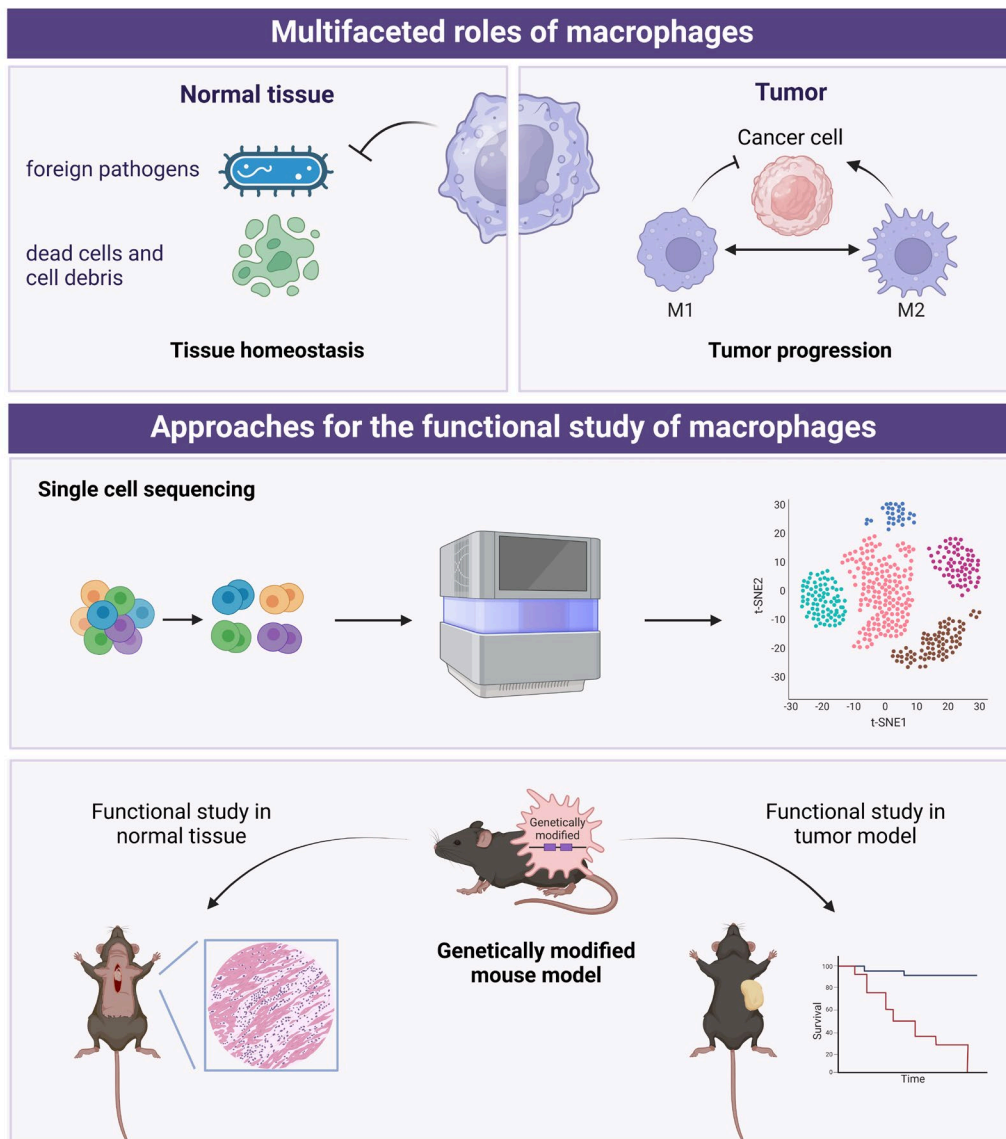 Multifaceted roles of macrophages
Normal tissue
foreign pathogens
dead cells and
cell debris
Tissue homeostasis
Tumor
Cancer cell
M1
M2
Tumor progression
Approaches for the functional study of macrophages
Single cell sequencing
t-SNE2
30
20
10
0
-10
-20
-30
-30
-20
-10
0
10
20
30
t-SNE1
Functional study in
normal tissue
Genetically
modified
Genetically modified
mouse model
Functional study in
tumor model
Survival
100
80
60
40
20
0
Time